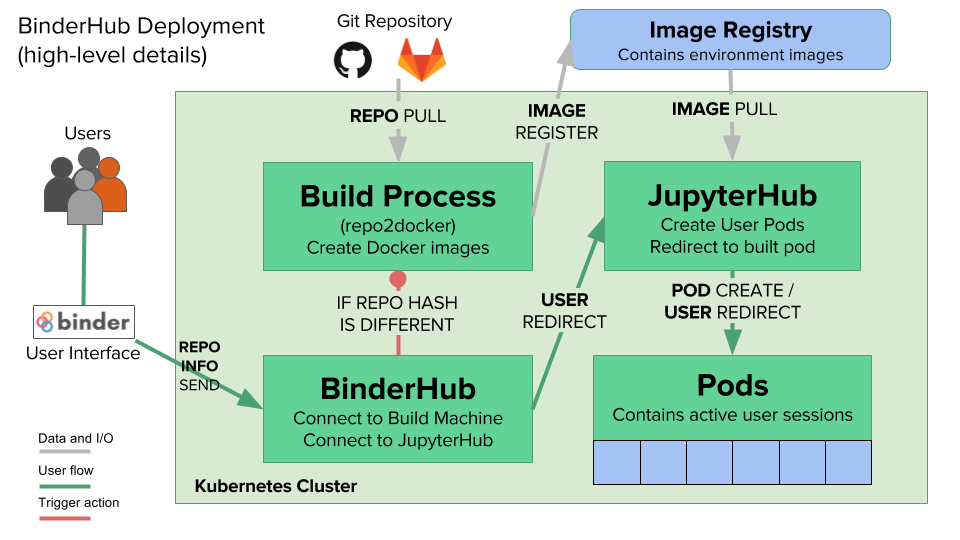 BinderHub Deployment
(high-level details)
Git Repository
Image Registry
Contains environment images
REPO PULL
IMAGE
REGISTER
IMAGE PULL
Users
Build Process
(repo2docker)
Create Docker images
JupyterHub
Create User Pods
Redirect to built pod
IF REPO HASH
IS DIFFERENT
USER
REDIRECT
POD CREATE /
USER REDIRECT
binder
User Interface
REPO
INFO
SEND
BinderHub
Connect to Build Machine
Connect to JupyterHub
Pods
Contains active user sessions
Data and I/O
User flow
Trigger action
Kubernetes Cluster